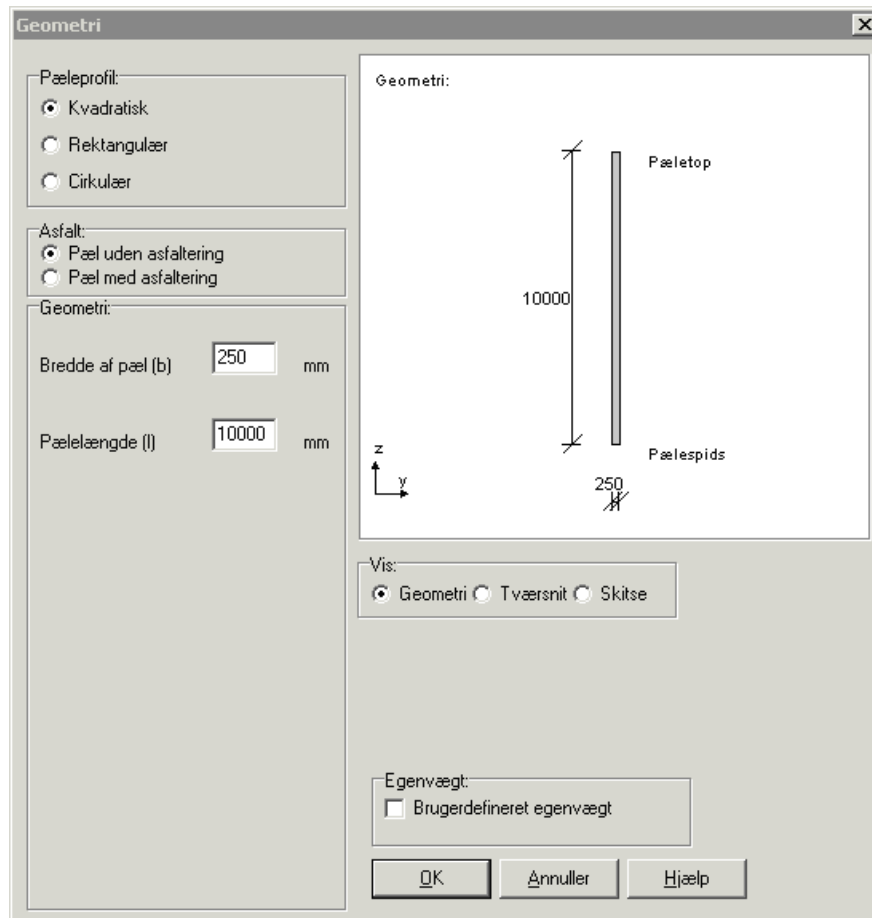 Geometri
Pæleprofil:
Kvadratisk
Rektangulær
Cirkulær
Asfalt:
Pæl uden asfaltering
Pæl med asfaltering
Geometri:
Bredde af pæl (b) 250 mm
Pælelængde (l) 10000 mm
Geometri:
Pæletop
10000
Pælespids
z
y
250
Vis:
Geometri Tværsnit Skitse
Egenvægt:
Brugerdefineret egenvægt
OK Annuller Hjælp